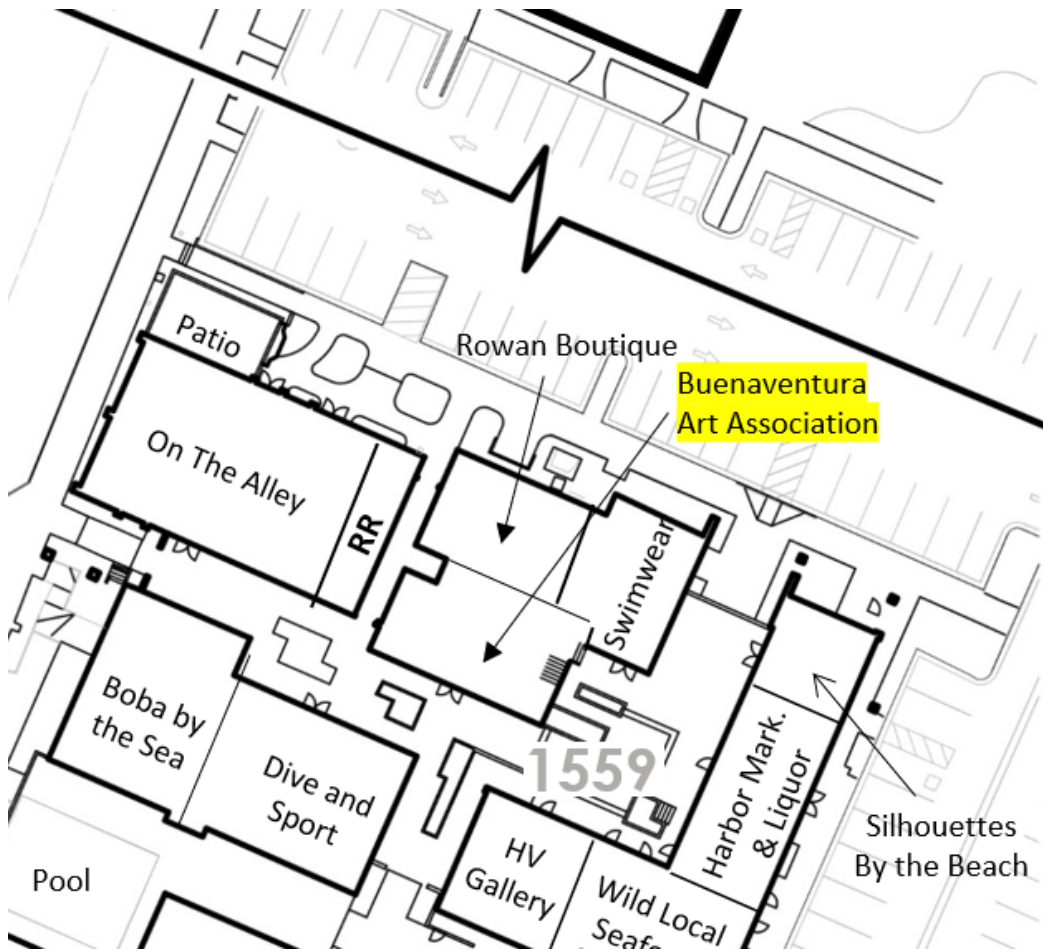 Patio
Rowan Boutique
Buenaventura
Art Association
On The Alley
RR
Swimwear
Boba by
the Sea
Dive and
Sport
1559
Harbor Mark.
& Liquor
Silhouettes
By the Beach
HV
Gallery
Wild Local
Pool